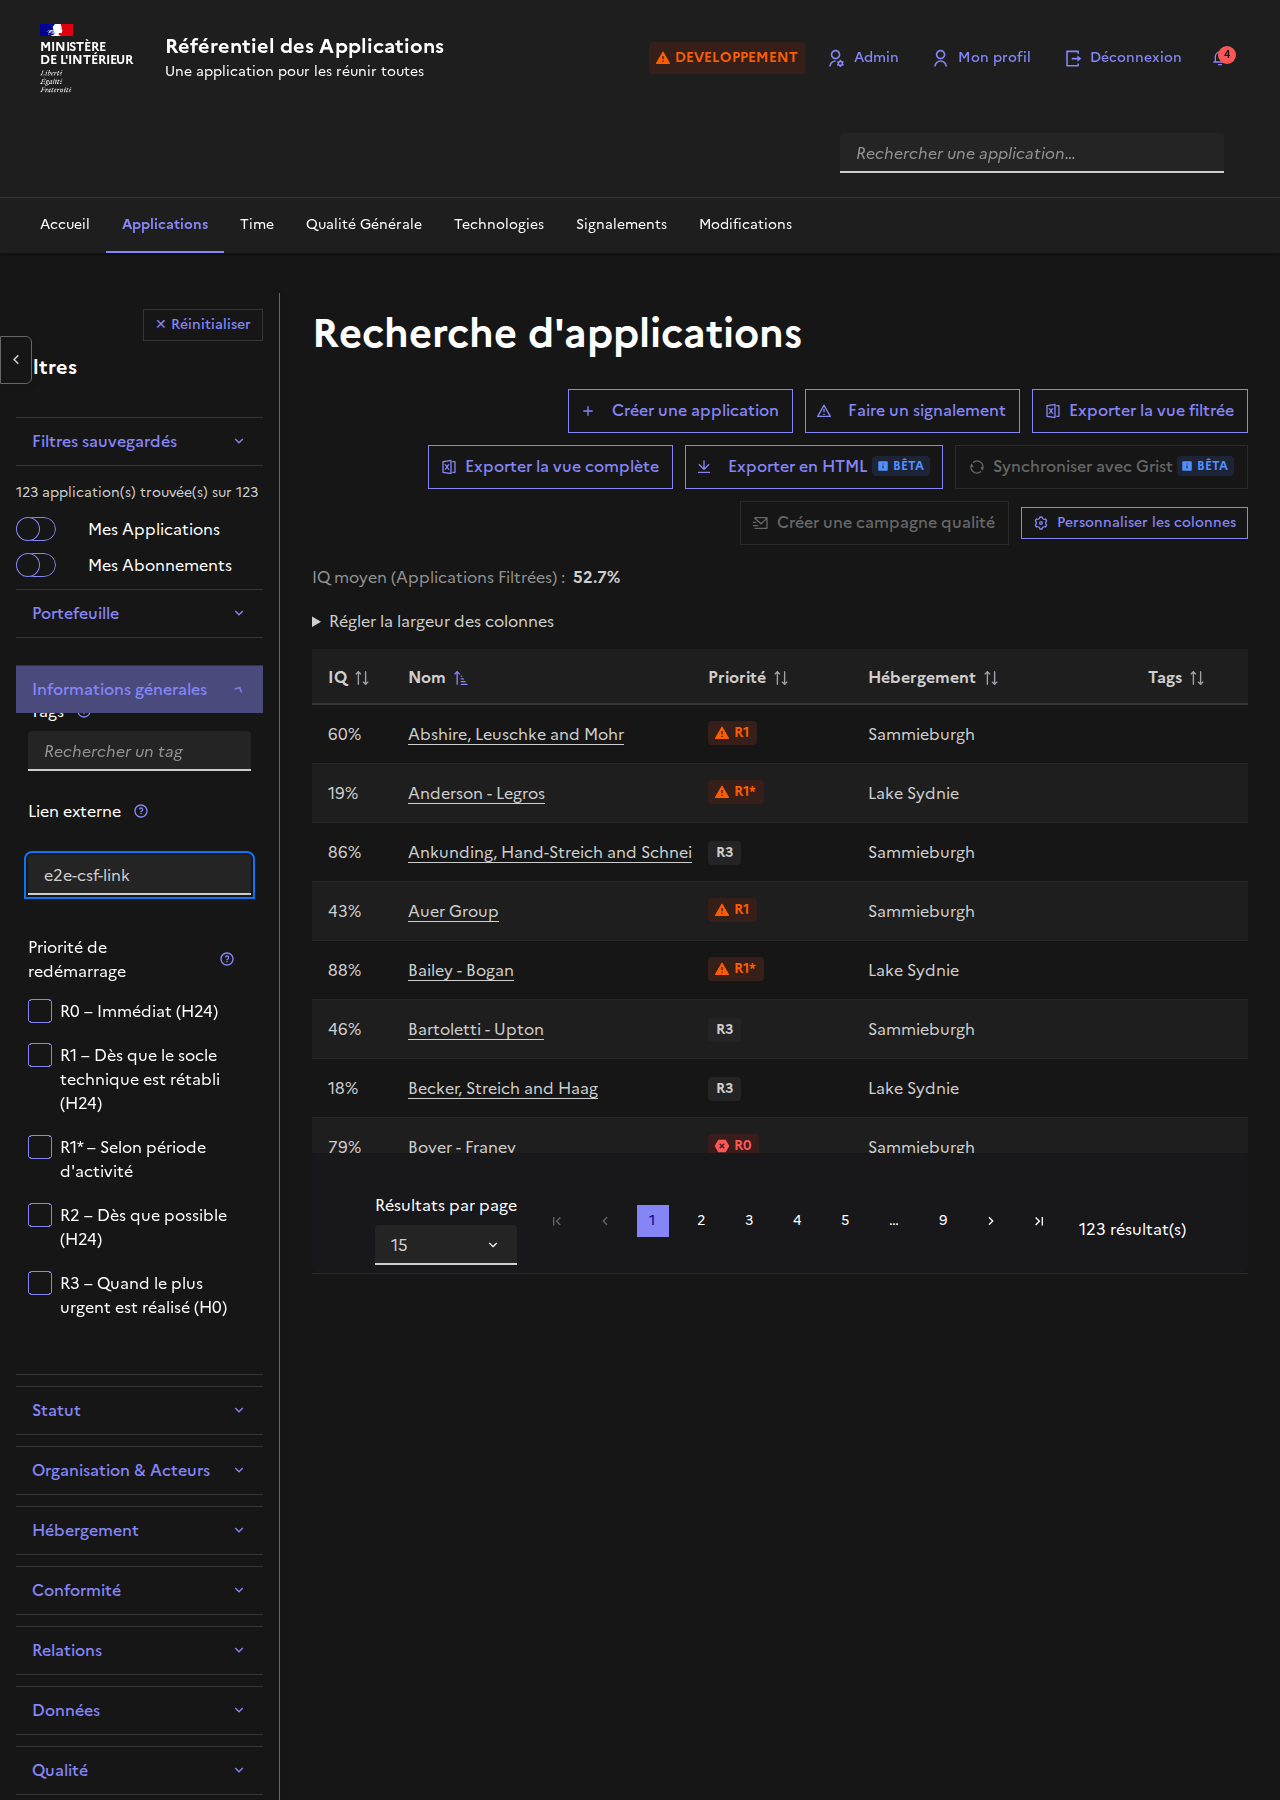 MINISTÈRE
DE L'INTÉRIEUR
Liberté
Égalité
Fraternité
Référentiel des Applications
Une application pour les réunir toutes
DEVELOPPEMENT
Admin
Mon profil
Déconnexion
4
Rechercher une application...
Accueil
Applications
Time
Qualité Générale
Technologies
Signalements
Modifications
× Réinitialiser
ltres
Filtres sauvegardés
123 application(s) trouvée(s) sur 123
Mes Applications
Mes Abonnements
Portefeuille
Informations génerales
Tags
Rechercher un tag
Lien externe
e2e-csf-link
Priorité de
redémarrage
R0 – Immédiat (H24)
R1 – Dès que le socle
technique est rétabli
(H24)
R1* – Selon période
d'activité
R2 – Dès que possible
(H24)
R3 – Quand le plus
urgent est réalisé (H0)
Statut
Organisation & Acteurs
Hébergement
Conformité
Relations
Données
Qualité
Recherche d'applications
Créer une application
Faire un signalement
Exporter la vue filtrée
Exporter la vue complète
Exporter en HTML BÊTA
Synchroniser avec Grist BÊTA
Créer une campagne qualité
Personnaliser les colonnes
IQ moyen (Applications Filtrées) : 52.7%
Régler la largeur des colonnes
IQ Nom Priorité Hébergement Tags
60% Abshire, Leuschke and Mohr R1 Sammieburgh
19% Anderson - Legros R1* Lake Sydnie
86% Ankunding, Hand-Streich and Schnei R3 Sammieburgh
43% Auer Group R1 Sammieburgh
88% Bailey - Bogan R1* Lake Sydnie
46% Bartoletti - Upton R3 Sammieburgh
18% Becker, Streich and Haag R3 Lake Sydnie
79% Boyer - Franey R0 Sammieburgh
Résultats par page
15
1 2 3 4 5 … 9
123 résultat(s)